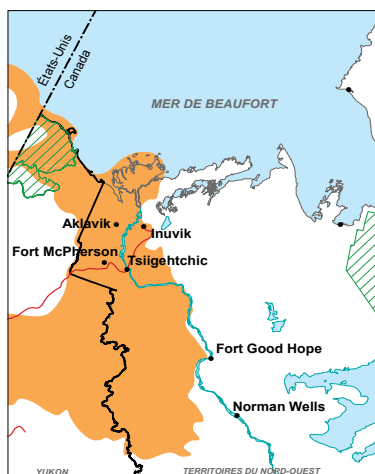 États-Unis
Canada
MER DE BEAUFORT
Aklavik
Inuvik
Fort McPherson
Tsiigehtchic
Fort Good Hope
Norman Wells
YUKON
TERRITOIRES DU NORD-OUEST